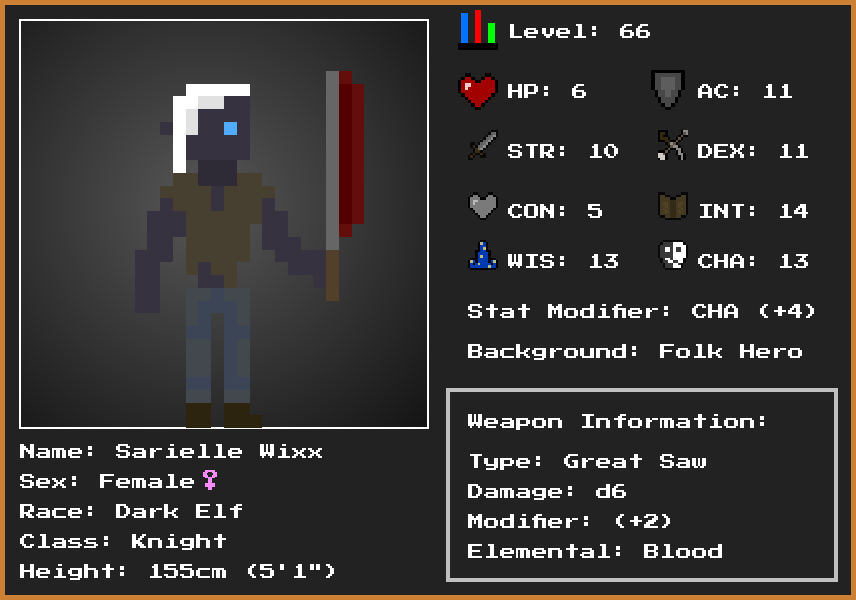 Level: 66
HP: 6
AC: 11
STR: 10
DEX: 11
CON: 5
INT: 14
WIS: 13
CHA: 13
Stat Modifier: CHA (+4)
Background: Folk Hero
Name: Sarielle Wixx
Sex: Female♀
Race: Dark Elf
Class: Knight
Height: 155cm (5'1")
Weapon Information:
Type: Great Saw
Damage: d6
Modifier: (+2)
Elemental: Blood